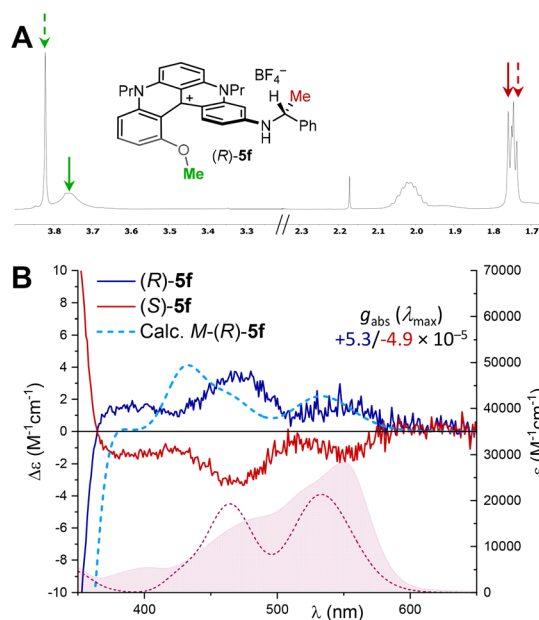 A
BF₄⁻
PrN
NPr
+
H
Me
N
H
Ph
O
Me
(R)-5f
3.8 3.7 3.6 3.5 3.4 3.3 // 2.3 2.2 2.1 2.0 1.9 1.8 1.7
B
(R)-5f
(S)-5f
Calc. M-(R)-5f
gabs (λmax)
+5.3/-4.9 × 10⁻⁵
Δε (M⁻¹cm⁻¹)
10
8
6
4
2
0
-2
-4
-6
-8
-10
70000
60000
50000
40000
30000
20000
10000
0
ε (M⁻¹cm⁻¹)
400 500 600
λ (nm)